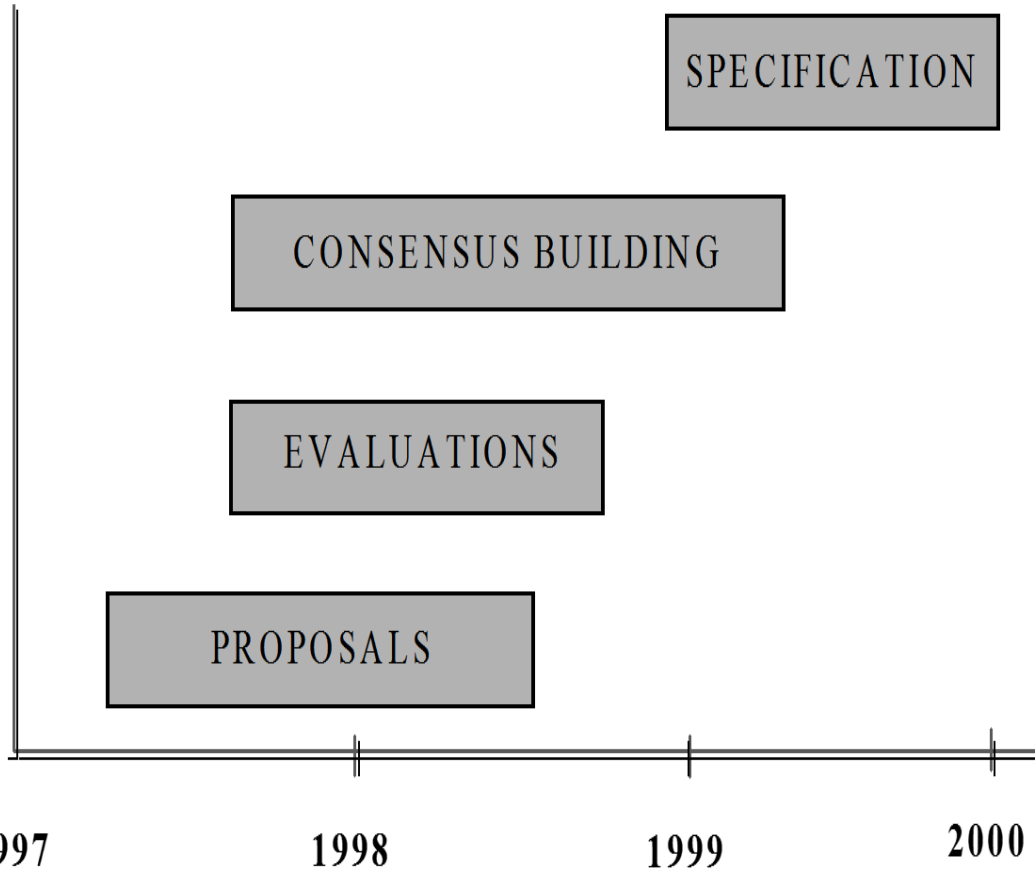 SPECIFICATION
CONSENSUS BUILDING
EVALUATIONS
PROPOSALS
997 1998 1999 2000